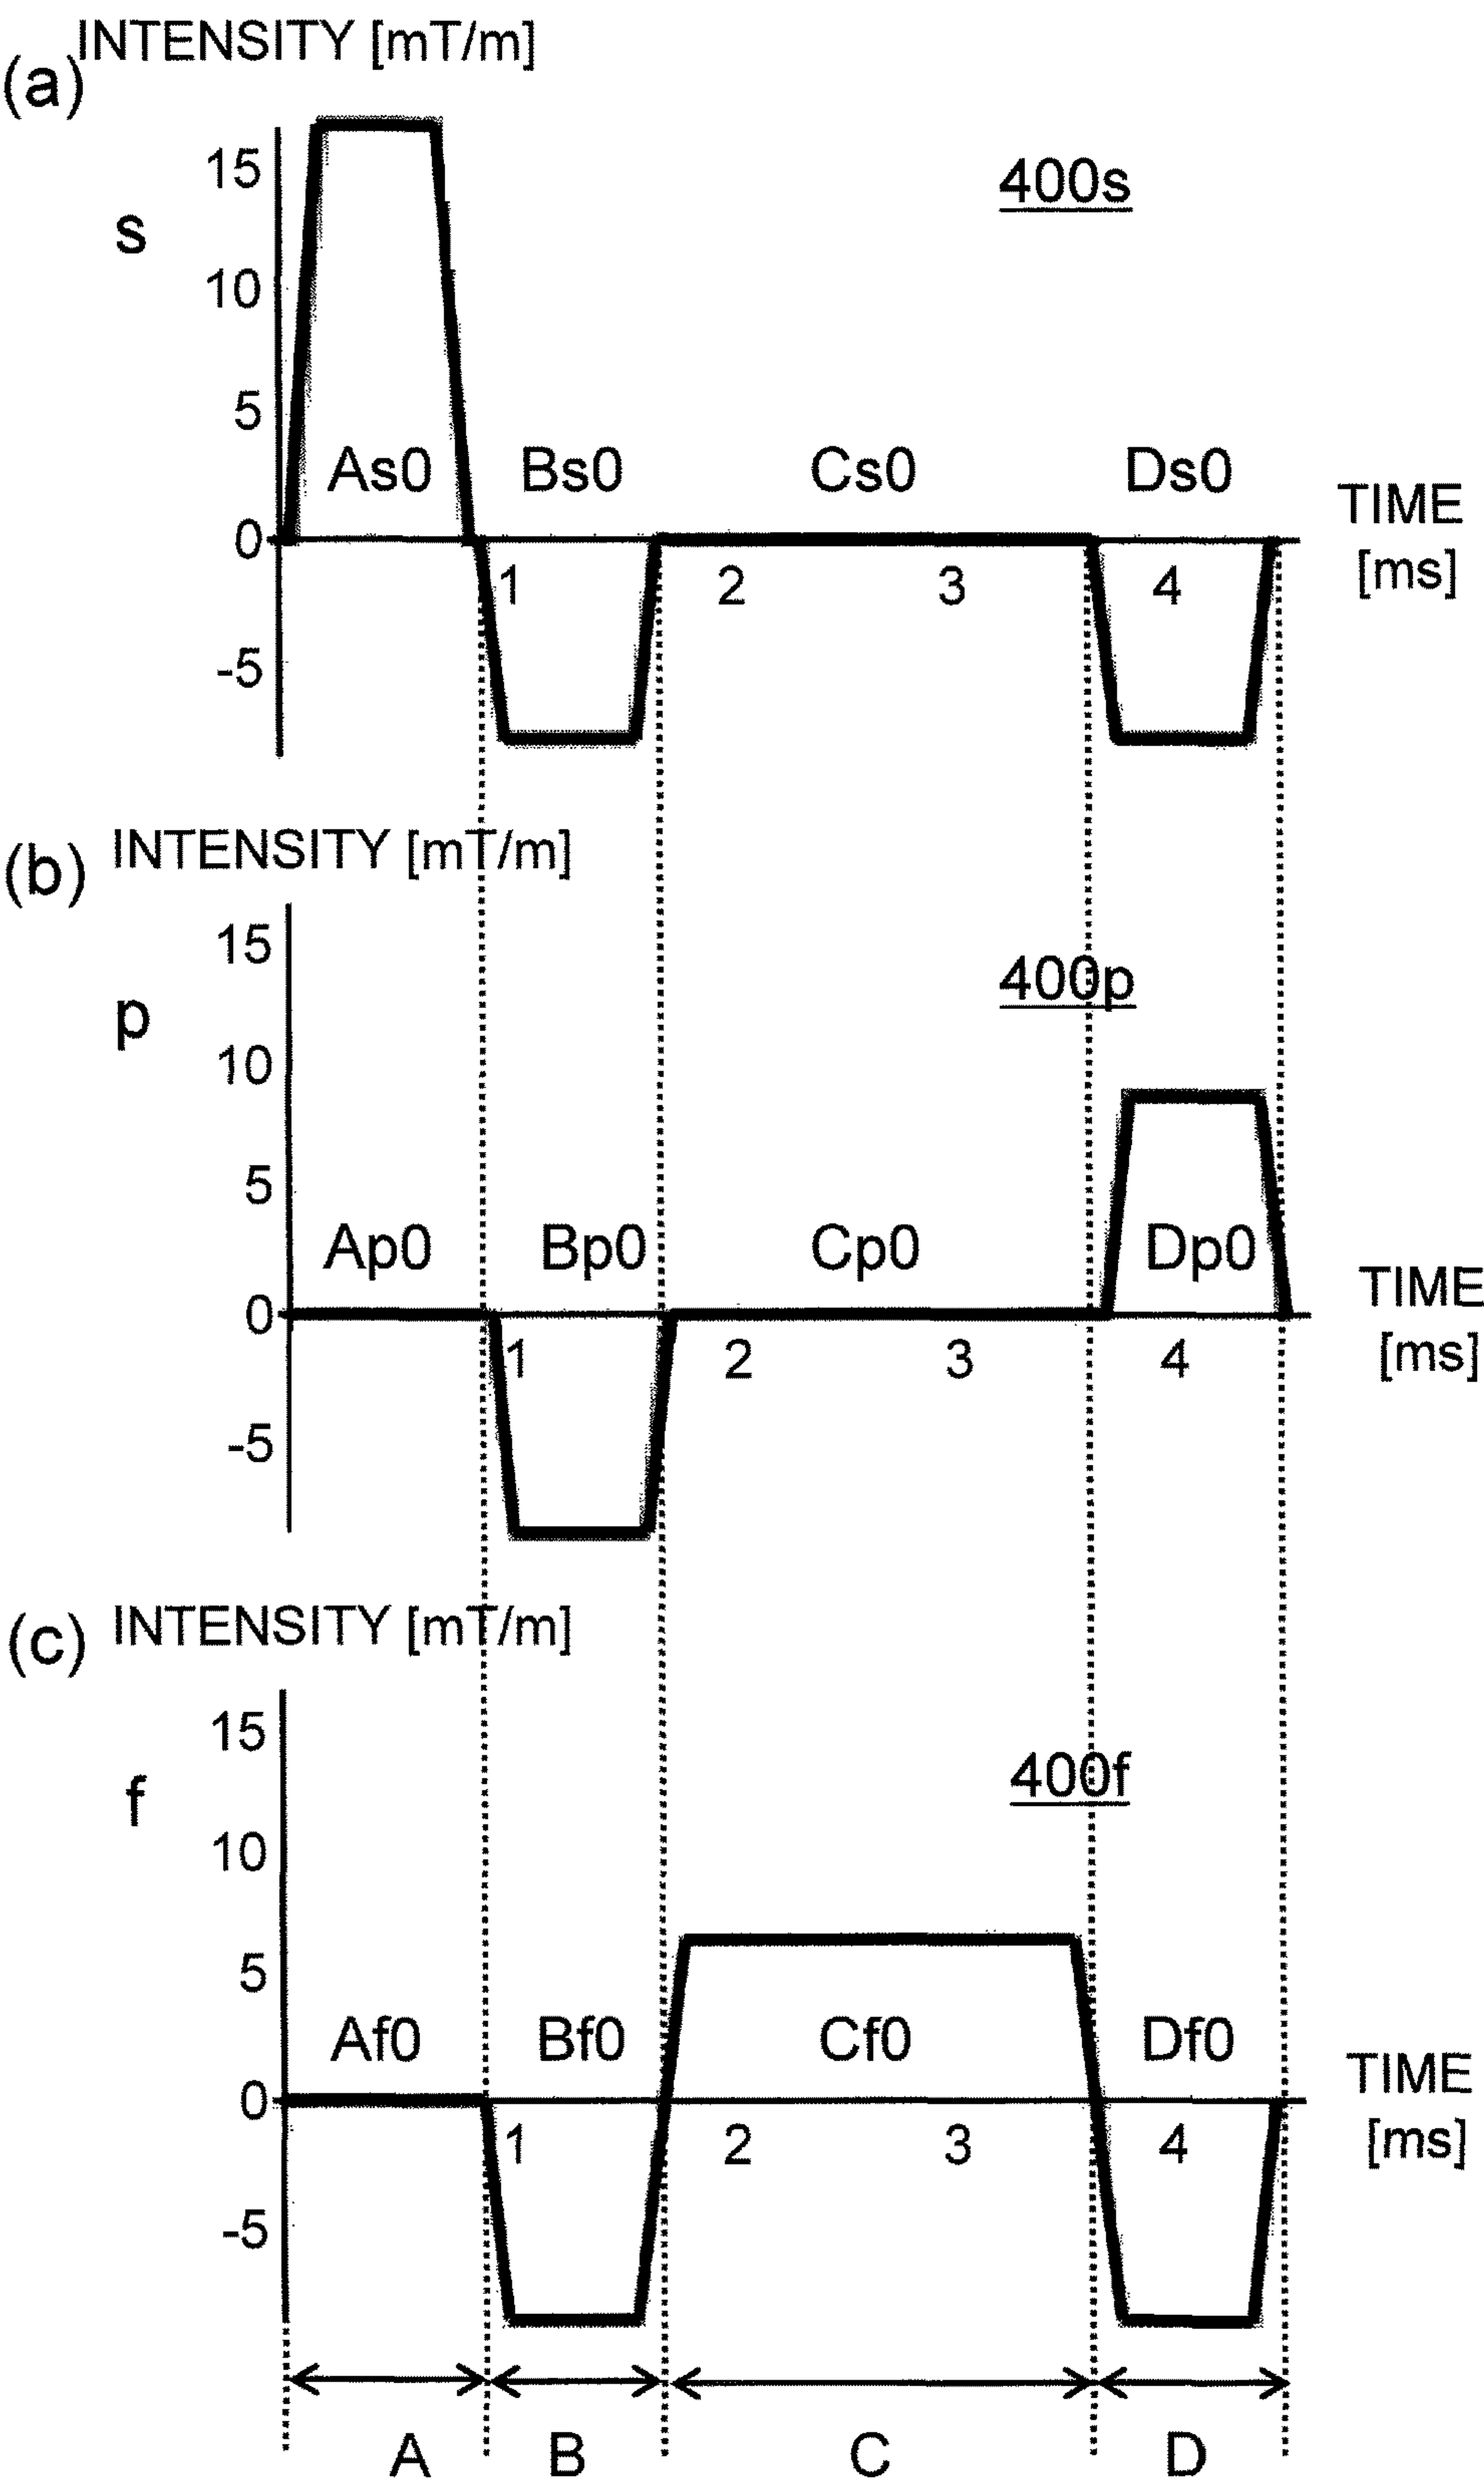 INTENSITY [mT/m]
(a)
15
400s
s
10
5
As0 Bs0 Cs0 Ds0
TIME
0
1 2 3 4
[ms]
-5
INTENSITY [mT/m]
(b)
15
400p
p
10
5
Ap0 Bp0 Cp0 Dp0
TIME
0
1 2 3 4
[ms]
-5
INTENSITY [mT/m]
(c)
15
400f
f
10
5
Af0 Bf0 Cf0 Df0
TIME
0
1 2 3 4
[ms]
-5
A B C D